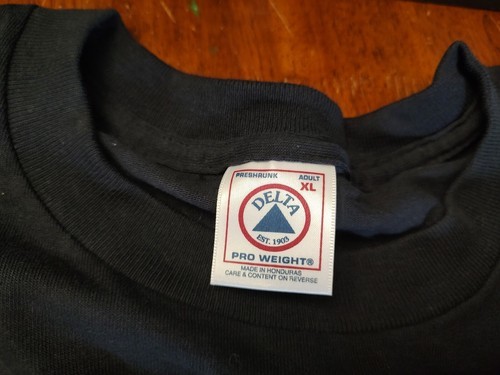 PRESHRUNK ADULT
XL
DELTA
EST. 1903
PRO WEIGHT®
MADE IN HONDURAS
CARE & CONTENT ON REVERSE